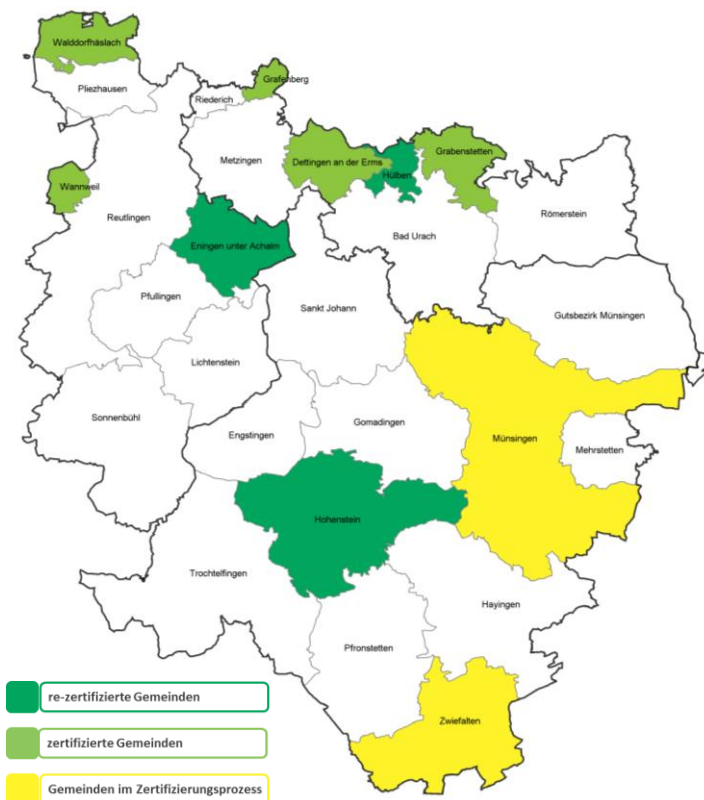 Walddorfhäslach
Pliezhausen
Grafenberg
Riederich
Metzingen
Dettingen an der Erms
Grabenstetten
Hülben
Wannweil
Reutlingen
Römerstein
Bad Urach
Eningen unter Achalm
Pfullingen
Sankt Johann
Gutsbezirk Münsingen
Lichtenstein
Sonnenbühl
Gomadingen
Engstingen
Münsingen
Mehrstetten
Hohenstein
Trochtelfingen
Hayingen
Pfronstetten
Zwiefalten
re-zertifizierte Gemeinden
zertifizierte Gemeinden
Gemeinden im Zertifizierungsprozess